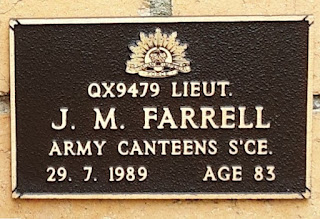 QX9479 LIEUT.
J. M. FARRELL
ARMY CANTEENS S'CE.
29. 7. 1989 AGE 83